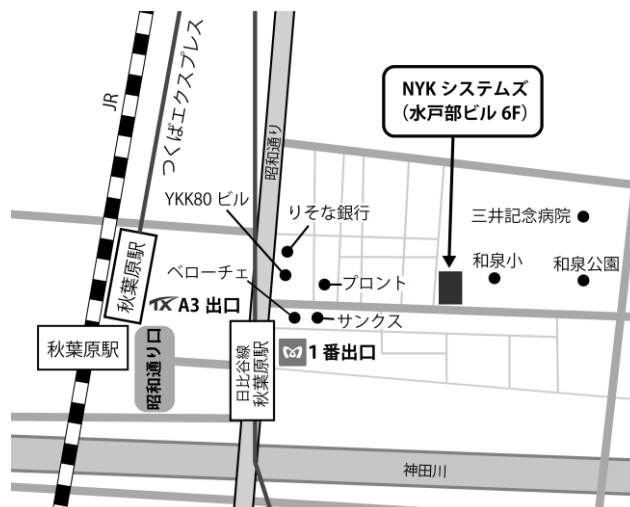 JR
つくばエクスプレス
昭和通り
NYK システムズ
（水戸部ビル 6F）
YKK80 ビル
りそな銀行
三井記念病院
秋葉原駅
ベローチェ
プロント
和泉小
和泉公園
TX A3 出口
サンクス
秋葉原駅
昭和通り口
日比谷線
秋葉原駅
1 番出口
神田川